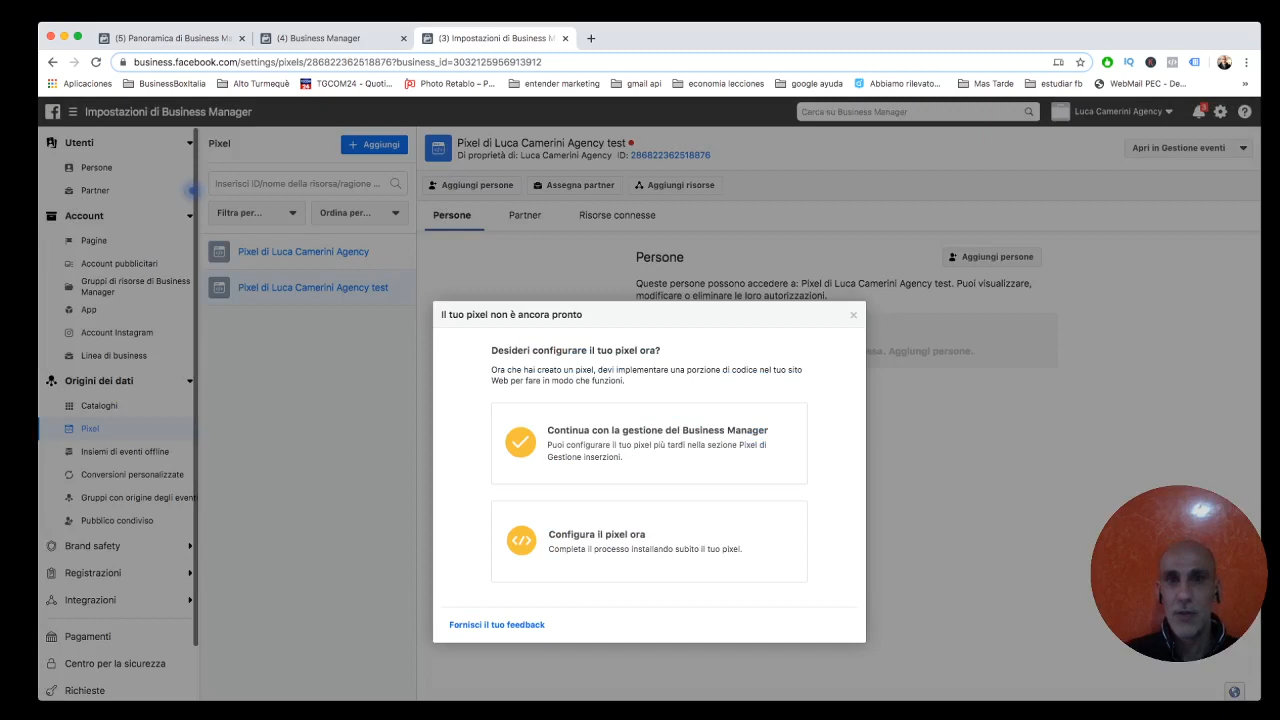 (5) Panoramica di Business Ma
(4) Business Manager
(3) Impostazioni di Business M
business.facebook.com/settings/pixels/286822362518876?business_id=3032125956913912
Aplicaciones
BusinessBoxItalia
Alto Turmequè
TGCOM24 - Quoti...
Photo Retablo – P...
entender marketing
gmail api
economia lecciones
google ayuda
Abbiamo rilevato...
Mas Tarde
estudiar fb
WebMail PEC - De...
»
Impostazioni di Business Manager
Cerca su Business Manager
Luca Camerini Agency
Utenti
Persone
Partner
Account
Pagine
Account pubblicitari
Gruppi di risorse di Business
Manager
App
Account Instagram
Linea di business
Origini dei dati
Cataloghi
Pixel
Insiemi di eventi offline
Conversioni personalizzate
Gruppi con origine degli event
Pubblico condiviso
Brand safety
Registrazioni
Integrazioni
Pagamenti
Centro per la sicurezza
Richieste
Pixel
+ Aggiungi
Inserisci ID/nome della risorsa/ragione ...
Filtra per...
Ordina per...
Pixel di Luca Camerini Agency
Pixel di Luca Camerini Agency test
Pixel di Luca Camerini Agency test
Di proprietà di: Luca Camerini Agency ID: 286822362518876
Apri in Gestione eventi
Aggiungi persone
Assegna partner
Aggiungi risorse
Persone
Partner
Risorse connesse
Persone
Aggiungi persone
Queste persone possono accedere a: Pixel di Luca Camerini Agency test. Puoi visualizzare,
modificare o eliminare le loro autorizzazioni.
Aggiungi persone.
Il tuo pixel non è ancora pronto
×
Desideri configurare il tuo pixel ora?
Ora che hai creato un pixel, devi implementare una porzione di codice nel tuo sito
Web per fare in modo che funzioni.
Continua con la gestione del Business Manager
Puoi configurare il tuo pixel più tardi nella sezione Pixel di
Gestione inserzioni.
Configura il pixel ora
Completa il processo installando subito il tuo pixel.
Fornisci il tuo feedback